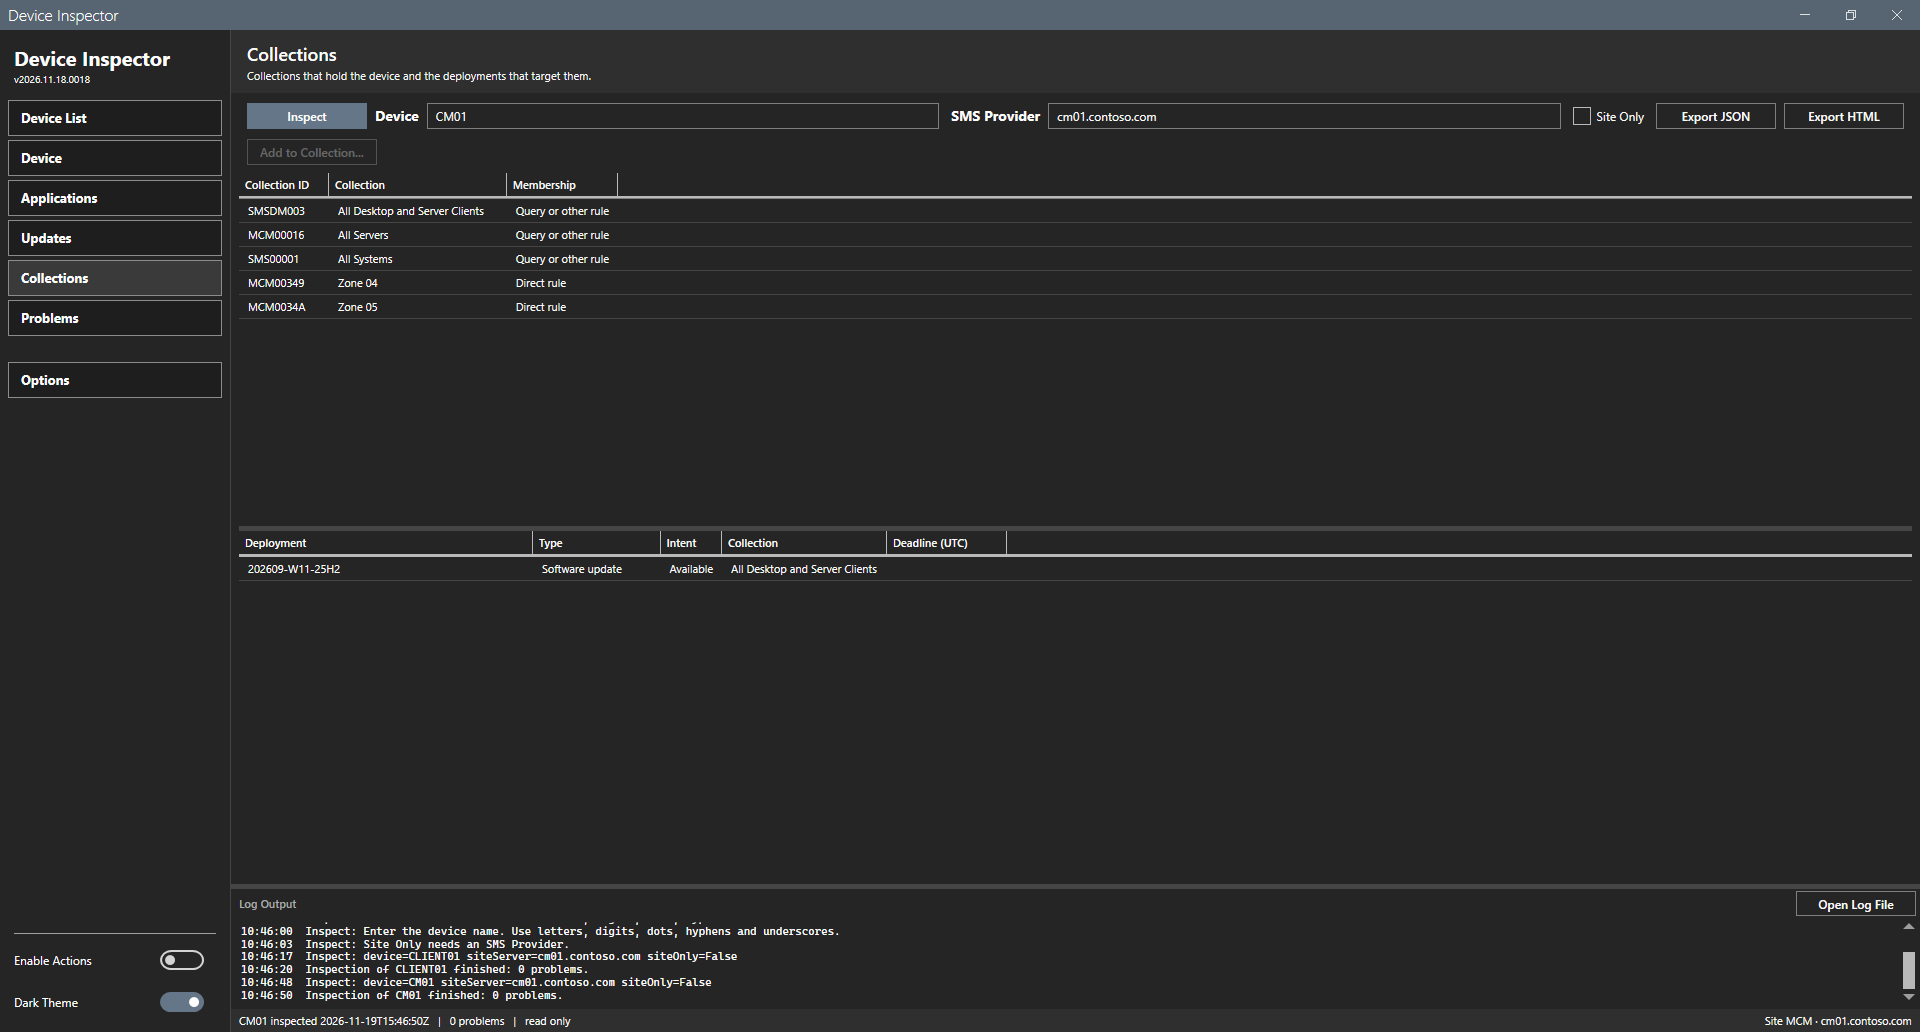 Device Inspector
Device Inspector
v2026.11.18.0018
Device List
Device
Applications
Updates
Collections
Problems
Options
Enable Actions
Dark Theme
Collections
Collections that hold the device and the deployments that target them.
Inspect Device CM01 SMS Provider cm01.contoso.com Site Only Export JSON Export HTML
Add to Collection...
Collection ID Collection Membership
SMSDM003 All Desktop and Server Clients Query or other rule
MCM00016 All Servers Query or other rule
SMS00001 All Systems Query or other rule
MCM00349 Zone 04 Direct rule
MCM0034A Zone 05 Direct rule
Deployment Type Intent Collection Deadline (UTC)
202609-W11-25H2 Software update Available All Desktop and Server Clients
Log Output Open Log File
10:46:00 Inspect: Enter the device name. Use letters, digits, dots, hyphens and underscores.
10:46:03 Inspect: Site Only needs an SMS Provider.
10:46:17 Inspect: device=CLIENT01 siteServer=cm01.contoso.com siteOnly=False
10:46:20 Inspection of CLIENT01 finished: 0 problems.
10:46:48 Inspect: device=CM01 siteServer=cm01.contoso.com siteOnly=False
10:46:50 Inspection of CM01 finished: 0 problems.
CM01 inspected 2026-11-19T15:46:50Z | 0 problems | read only Site MCM · cm01.contoso.com